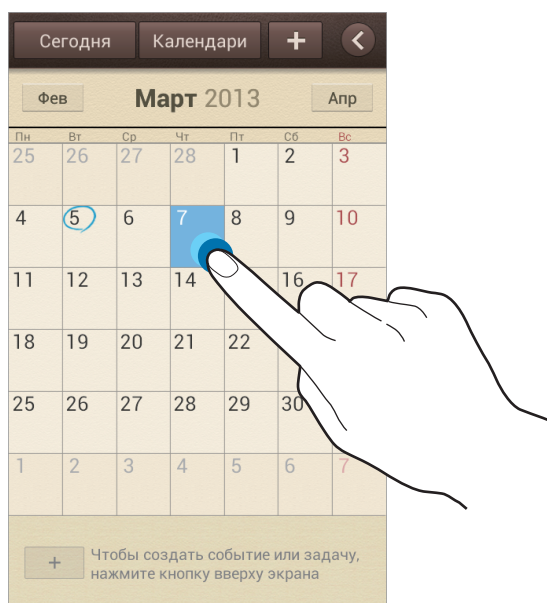 Сегодня Календари +
Фев Март 2013 Апр
Пн Вт Ср Чт Пт Сб Вс
25 26 27 28 1 2 3
4 5 6 7 8 9 10
11 12 13 14 16 17
18 19 20 21 22
25 26 27 28 29 30
1 2 3 4 5 6 7
+ Чтобы создать событие или задачу,
нажмите кнопку вверху экрана